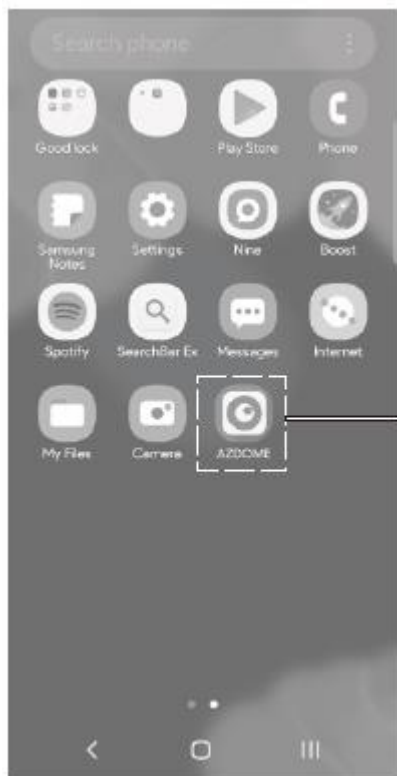 Search phone
Good lock
Play Store
Phone
Samsung
Notes
Settings
Nine
Boost
Spotify
SearchBar Ex
Messages
Internet
My Files
Camera
AZDOME